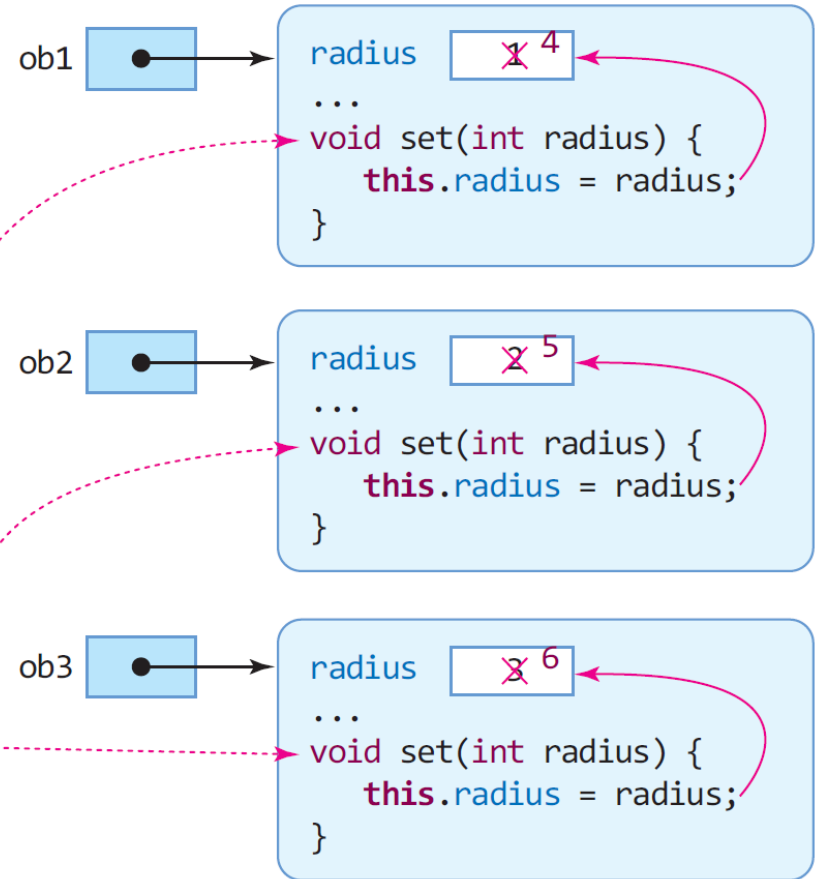 ob1
radius 1 4
...
void set(int radius) {
this.radius = radius;
}
ob2
radius 2 5
...
void set(int radius) {
this.radius = radius;
}
ob3
radius 3 6
...
void set(int radius) {
this.radius = radius;
}